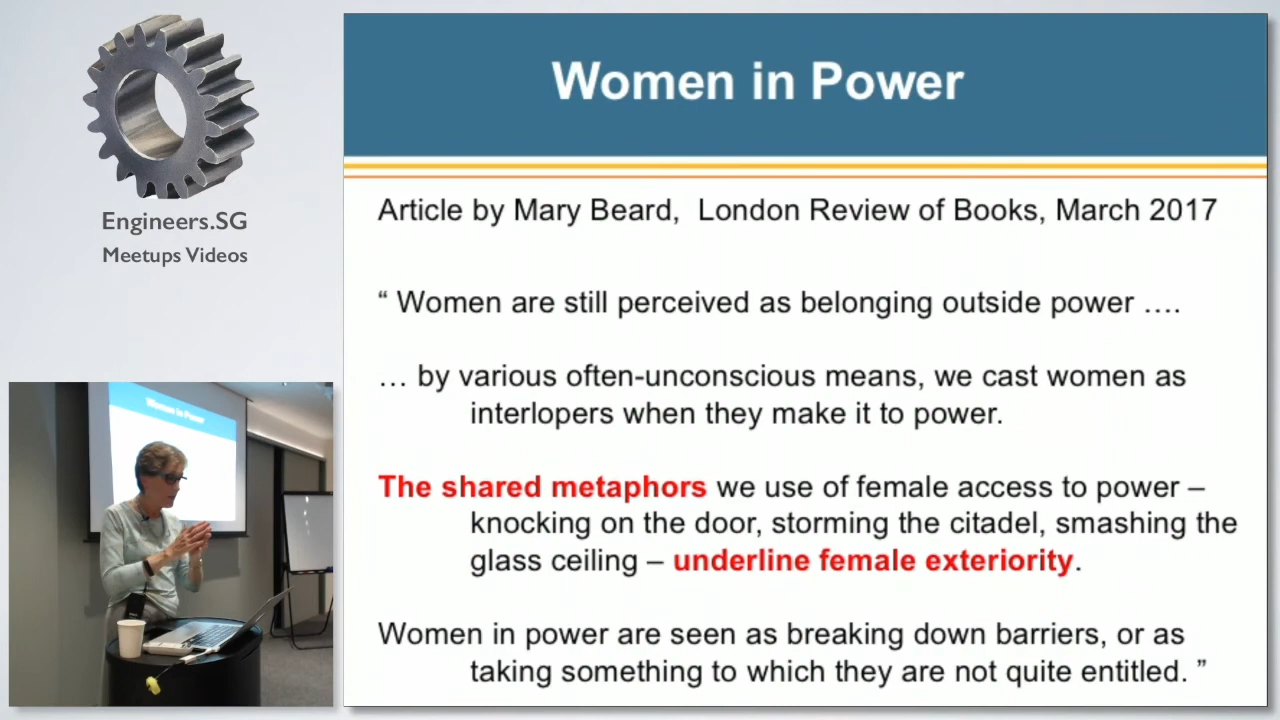 Engineers.SG
Meetups Videos
Women in Power
Article by Mary Beard, London Review of Books, March 2017
“ Women are still perceived as belonging outside power ….
… by various often-unconscious means, we cast women as
interlopers when they make it to power.
The shared metaphors we use of female access to power –
knocking on the door, storming the citadel, smashing the
glass ceiling – underline female exteriority.
Women in power are seen as breaking down barriers, or as
taking something to which they are not quite entitled. ”
Women in Power